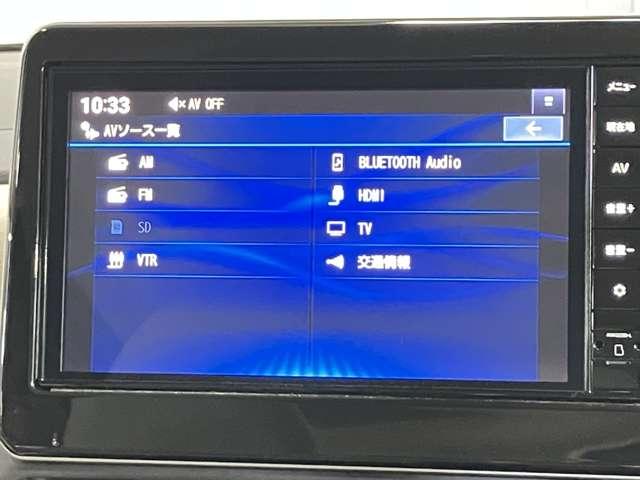 10:33 AV OFF
AVソース一覧
AM
FM
SD
VTR
BLUETOOTH Audio
HDMI
TV
交通情報
メニュー
現在地
AV
音量+
音量-